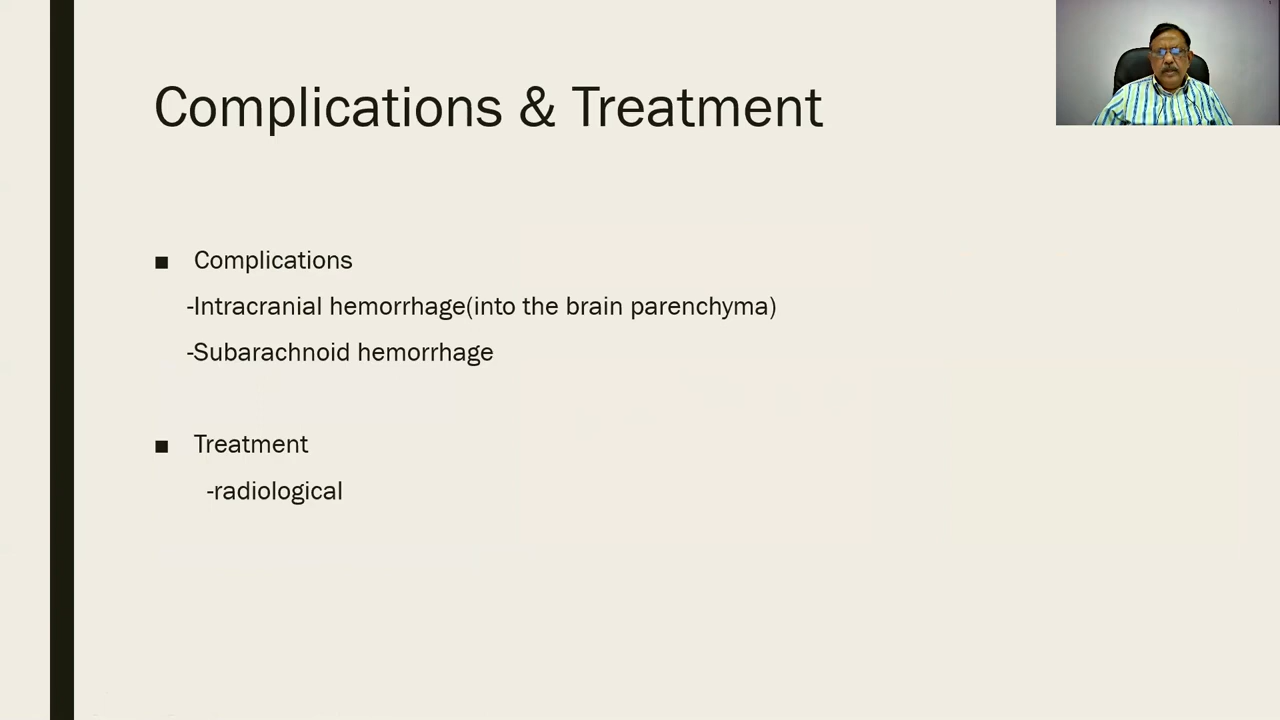 Complications & Treatment
■ Complications
-Intracranial hemorrhage(into the brain parenchyma)
-Subarachnoid hemorrhage
■ Treatment
-radiological